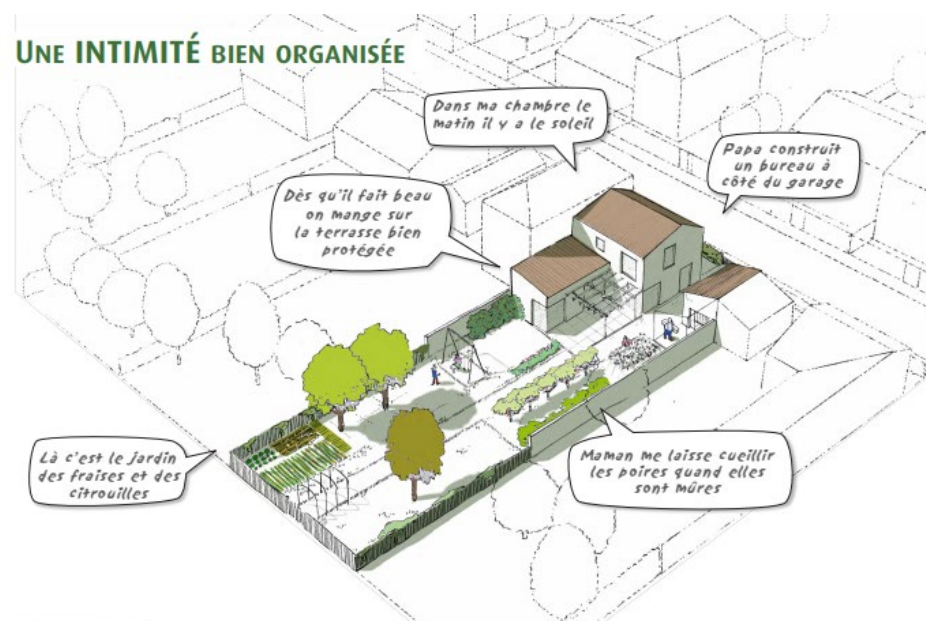 UNE INTIMITÉ BIEN ORGANISÉE
Dans ma chambre le
matin il y a le soleil
Papa construit
un bureau à
côté du garage
Dès qu'il fait beau
on mange sur
la terrasse bien
protégée
Là c'est le jardin
des fraises et des
citrouilles
Maman me laisse cueillir
les poires quand elles
sont mûres